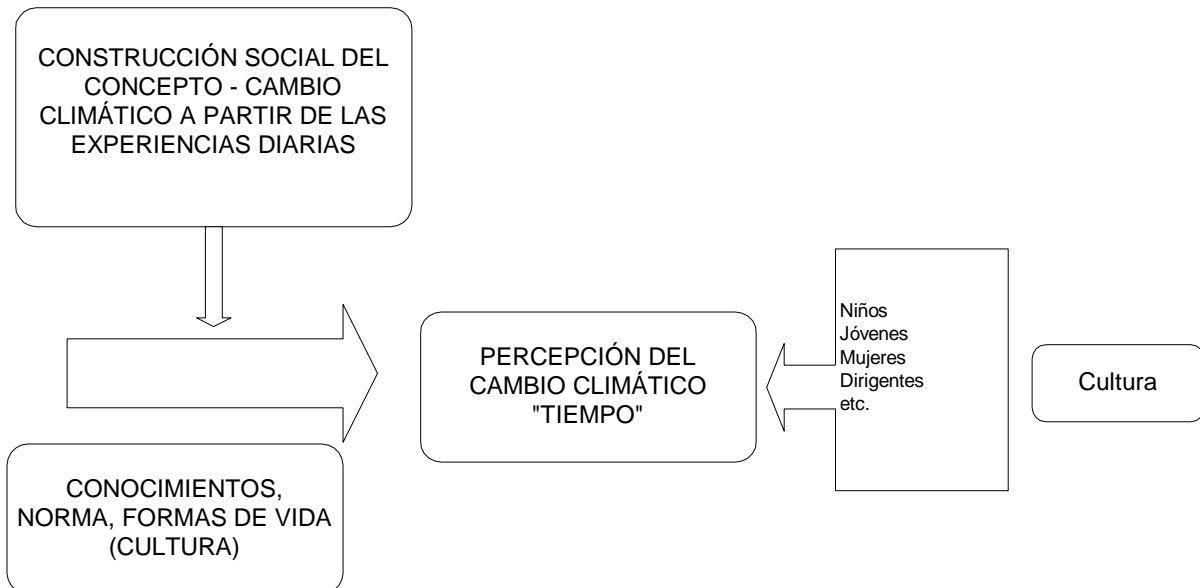 CONSTRUCCIÓN SOCIAL DEL
CONCEPTO - CAMBIO
CLIMÁTICO A PARTIR DE LAS
EXPERIENCIAS DIARIAS
PERCEPCIÓN DEL
CAMBIO CLIMÁTICO
"TIEMPO"
Niños
Jóvenes
Mujeres
Dirigentes
etc.
Cultura
CONOCIMIENTOS,
NORMA, FORMAS DE VIDA
(CULTURA)